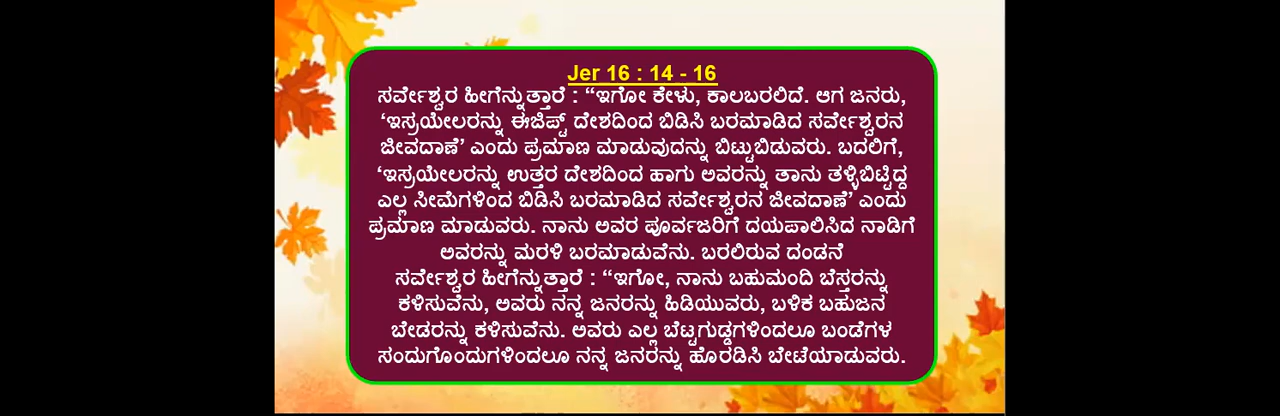 Jer 16 : 14 - 16
ಸರ್ವೇಶ್ವರ ಹೀಗೆನ್ನುತ್ತಾರೆ : “ಇಗೋ ಕೇಳು, ಕಾಲಬರಲಿದೆ. ಆಗ ಜನರು,
‘ಇಸ್ರಯೇಲರನ್ನು ಈಜಿಪ್ಟ್ ದೇಶದಿಂದ ಬಿಡಿಸಿ ಬರಮಾಡಿದ ಸರ್ವೇಶ್ವರನ
ಜೀವದಾಣೆ’ ಎಂದು ಪ್ರಮಾಣ ಮಾಡುವುದನ್ನು ಬಿಟ್ಟುಬಿಡುವರು. ಬದಲಿಗೆ,
‘ಇಸ್ರಯೇಲರನ್ನು ಉತ್ತರ ದೇಶದಿಂದ ಹಾಗು ಅವರನ್ನು ತಾನು ತಳ್ಳಿಬಿಟ್ಟಿದ್ದ
ಎಲ್ಲ ಸೀಮೆಗಳಿಂದ ಬಿಡಿಸಿ ಬರಮಾಡಿದ ಸರ್ವೇಶ್ವರನ ಜೀವದಾಣೆ’ ಎಂದು
ಪ್ರಮಾಣ ಮಾಡುವರು. ನಾನು ಅವರ ಪೂರ್ವಜರಿಗೆ ದಯಪಾಲಿಸಿದ ನಾಡಿಗೆ
ಅವರನ್ನು ಮರಳಿ ಬರಮಾಡುವೆನು. ಬರಲಿರುವ ದಂಡನೆ
ಸರ್ವೇಶ್ವರ ಹೀಗೆನ್ನುತ್ತಾರೆ : “ಇಗೋ, ನಾನು ಬಹುಮಂದಿ ಬೆಸ್ತರನ್ನು
ಕಳಿಸುವೆನು, ಅವರು ನನ್ನ ಜನರನ್ನು ಹಿಡಿಯುವರು, ಬಳಿಕ ಬಹುಜನ
ಬೇಡರನ್ನು ಕಳಿಸುವೆನು. ಅವರು ಎಲ್ಲ ಬೆಟ್ಟಗುಡ್ಡಗಳಿಂದಲೂ ಬಂಡೆಗಳ
ಸಂದುಗೊಂದುಗಳಿಂದಲೂ ನನ್ನ ಜನರನ್ನು ಹೊರಡಿಸಿ ಬೇಟೆಯಾಡುವರು.